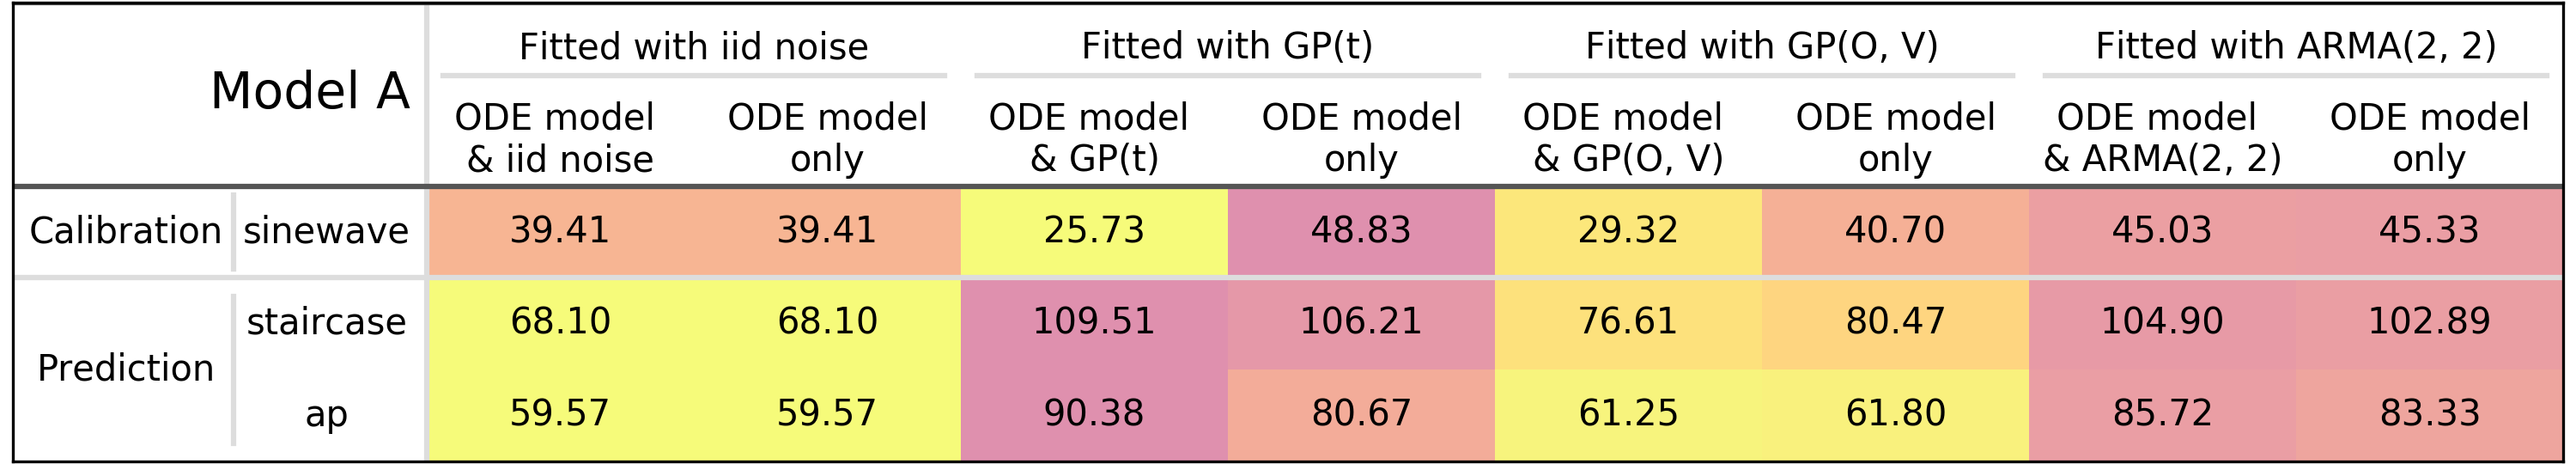 Model A
Fitted with iid noise Fitted with GP(t) Fitted with GP(O, V) Fitted with ARMA(2, 2)
ODE model ODE model ODE model ODE model ODE model ODE model ODE model ODE model
& iid noise only & GP(t) only & GP(O, V) only & ARMA(2, 2) only
Calibration sinewave 39.41 39.41 25.73 48.83 29.32 40.70 45.03 45.33
Prediction
staircase 68.10 68.10 109.51 106.21 76.61 80.47 104.90 102.89
ap 59.57 59.57 90.38 80.67 61.25 61.80 85.72 83.33